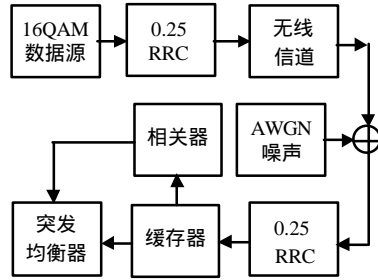 16QAM
数据源
0.25
RRC
无线
信道
相关器
AWGN
噪声
突发
均衡器
缓存器
0.25
RRC